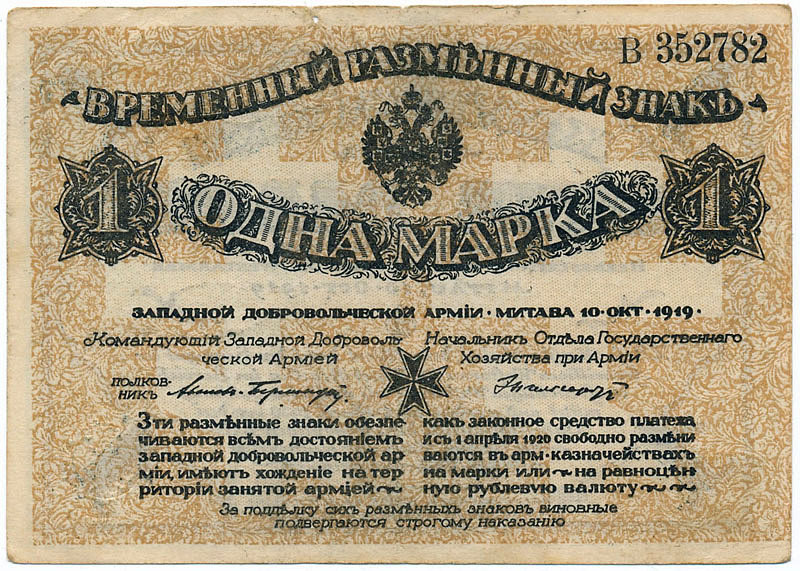 В 352782
ВРЕМЕННЫЙ РАЗМѢННЫЙ ЗНАКЪ
1 ОДНА МАРКА 1
ЗАПАДНОЙ ДОБРОВОЛЬЧЕСКОЙ АРМІИ · МИТАВА 10 · ОКТ · 1919 ·
Командующій Западной Доброволь
ческой Арміей
ПОЛКОВ-
НИКЪ
Начальникъ Отдѣла Государственнаго
Хозяйства при Арміи
Эти размѣнные знаки обезпе-
чиваются всѣмъ достояніемъ
западной добровольческой ар
міи, имѣютъ хожденіе на тер
риторіи занятой арміей
какъ законное средство платежа
и съ 1 апрѣля 1920 свободно размѣни
ваются въ арм · казначействахъ
на марки или на равноцѣн
ную рублевую валюту
За поддѣлку сихъ размѣнныхъ знаковъ виновные
подвергаются строгому наказанію